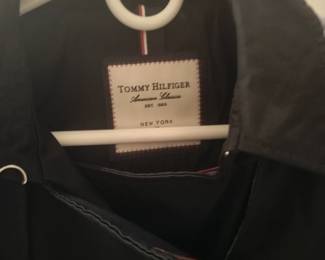 TOMMY HILFIGER
American Classics
EST. 1985
NEW YORK